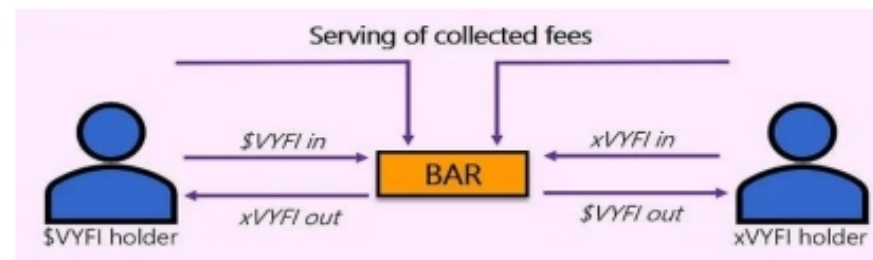 Serving of collected fees
$VYFI in
xVYFI in
BAR
xVYFI out
$VYFI out
$VYFI holder
xVYFI holder